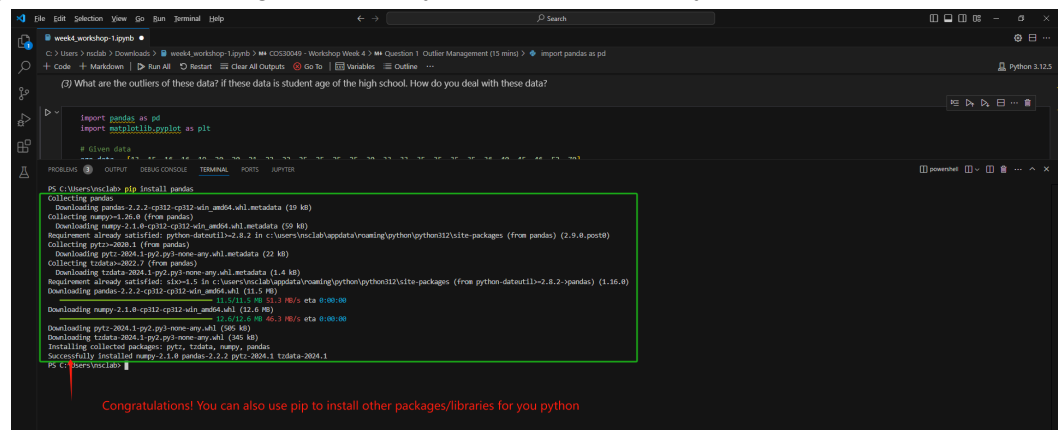 File Edit Selection View Go Run Terminal Help
Search
week4_workshop-1.ipynb
C: > Users > nsclab > Downloads > week4_workshop-1.ipynb > COS30049 - Workshop Week 4 > Question 1 Outlier Management (15 mins) > import pandas as pd
+ Code + Markdown | Run All Restart Clear All Outputs Go To | Variables Outline ...
Python 3.12.5
(3) What are the outliers of these data? if these data is student age of the high school. How do you deal with these data?
import pandas as pd
import matplotlib.pyplot as plt
# Given data
PROBLEMS 3 OUTPUT DEBUG CONSOLE TERMINAL PORTS JUPYTER
powershell
PS C:\Users\nsclab> pip install pandas
Collecting pandas
Downloading pandas-2.2.2-cp312-cp312-win_amd64.whl.metadata (19 kB)
Collecting numpy>=1.26.0 (from pandas)
Downloading numpy-2.1.0-cp312-cp312-win_amd64.whl.metadata (59 kB)
Requirement already satisfied: python-dateutil>=2.8.2 in c:\users\nsclab\appdata\roaming\python\python312\site-packages (from pandas) (2.9.0.post0)
Collecting pytz>=2020.1 (from pandas)
Downloading pytz-2024.1-py2.py3-none-any.whl.metadata (22 kB)
Collecting tzdata>=2022.7 (from pandas)
Downloading tzdata-2024.1-py2.py3-none-any.whl.metadata (1.4 kB)
Requirement already satisfied: six>=1.5 in c:\users\nsclab\appdata\roaming\python\python312\site-packages (from python-dateutil>=2.8.2->pandas) (1.16.0)
Downloading pandas-2.2.2-cp312-cp312-win_amd64.whl (11.5 MB)
11.5/11.5 MB 51.3 MB/s eta 0:00:00
Downloading numpy-2.1.0-cp312-cp312-win_amd64.whl (12.6 MB)
12.6/12.6 MB 46.3 MB/s eta 0:00:00
Downloading pytz-2024.1-py2.py3-none-any.whl (505 kB)
Downloading tzdata-2024.1-py2.py3-none-any.whl (345 kB)
Installing collected packages: pytz, tzdata, numpy, pandas
Successfully installed numpy-2.1.0 pandas-2.2.2 pytz-2024.1 tzdata-2024.1
PS C:\Users\nsclab>
Congratulations! You can also use pip to install other packages/libraries for you python